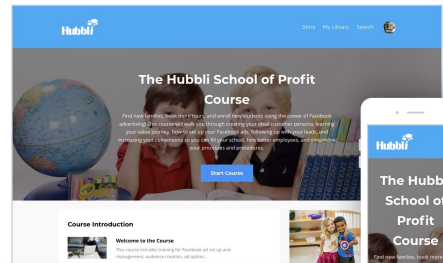 Hubbli
Store My Library Search
The Hubbli School of Profit
Course
Find new families, book more tours, and enroll new students using the power of Facebook
advertising! This course will walk you through creating your ideal customer persona, learning
your value journey, how to set up your Facebook ads, following up with your leads, and
increasing your conversions so you can fill your school, hire better employees, and streamline
your processes and procedures.
Start Course
Course Introduction
Welcome to the Course
This course includes training for Facebook ad set up and
management, audience creation, ad optimi...
Hubbli
The Hubb
School of
Profit
Course
Find new families, book more